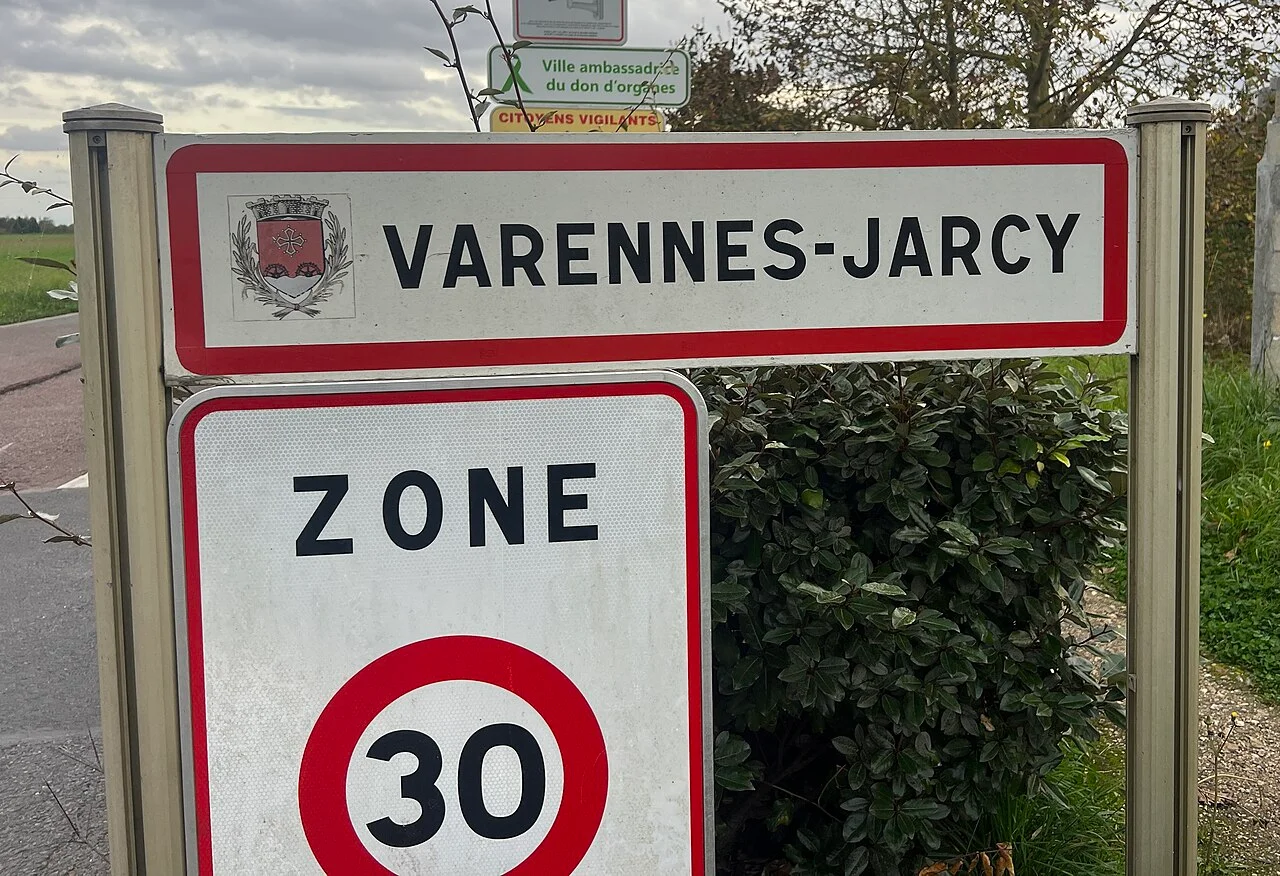 Ville ambassadrice
du don d'organes
CITOYENS VIGILANTS
VARENNES-JARCY
ZONE
30